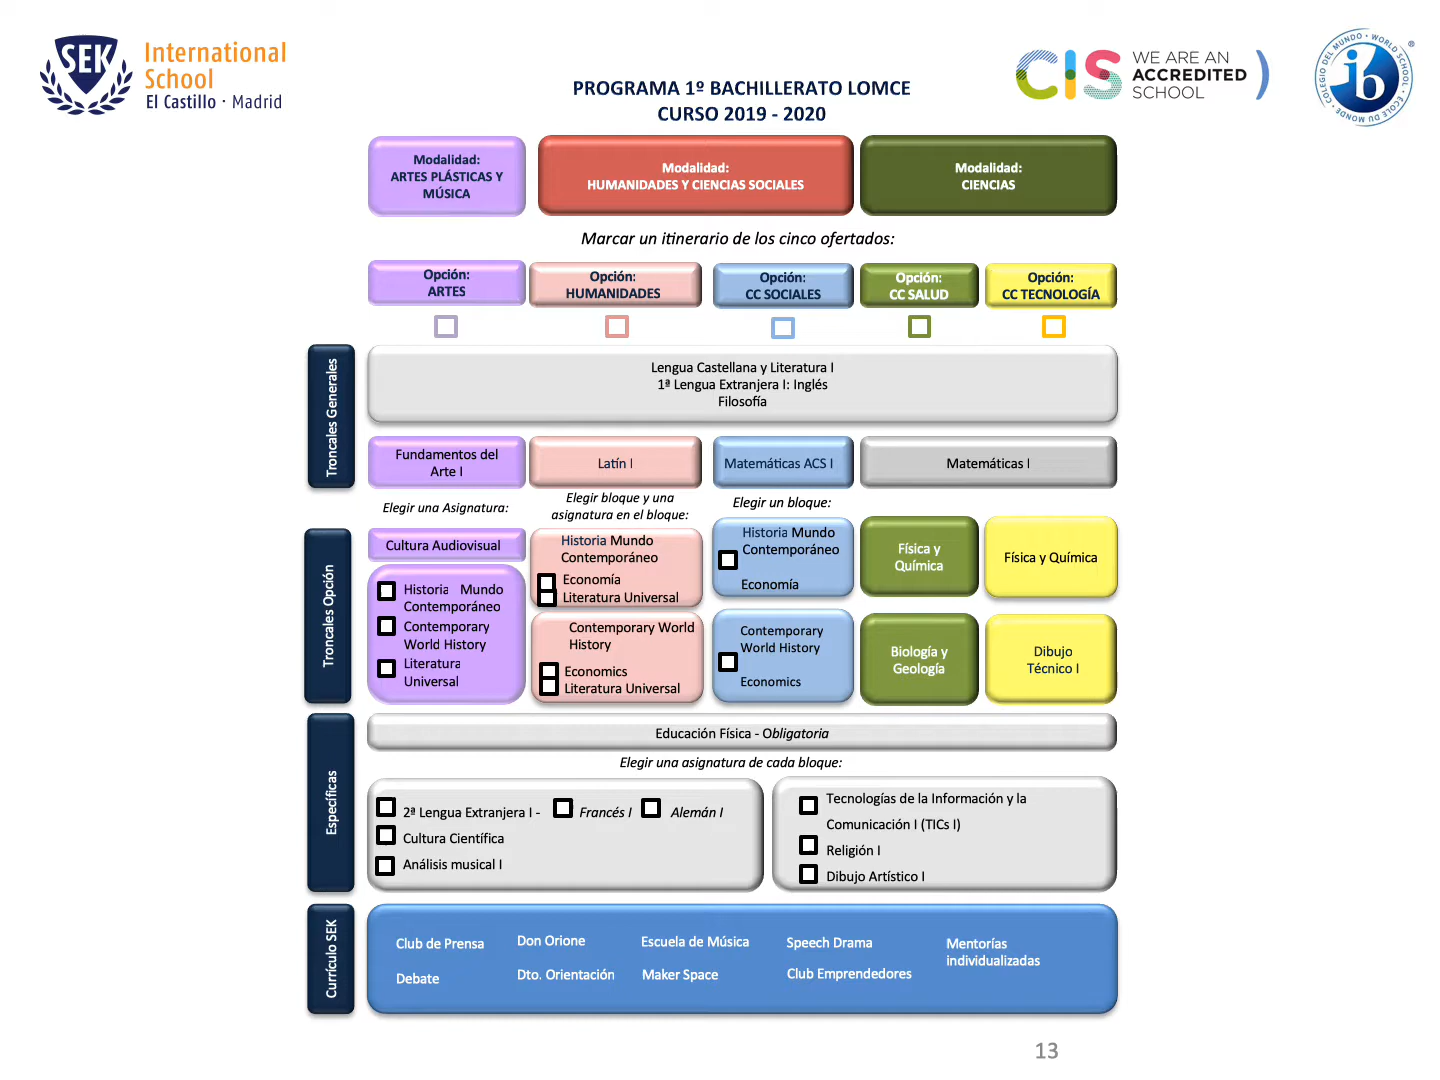 SEK
International
School
El Castillo · Madrid
PROGRAMA 1º BACHILLERATO LOMCE
CURSO 2019 - 2020
CIS
WE ARE AN
ACCREDITED
SCHOOL
COLEGIO DEL MUNDO · WORLD SCHOOL · ÉCOLE DU MONDE ·
ib
®
Modalidad:
ARTES PLÁSTICAS Y
MÚSICA
Modalidad:
HUMANIDADES Y CIENCIAS SOCIALES
Modalidad:
CIENCIAS
Marcar un itinerario de los cinco ofertados:
Opción:
ARTES
Opción:
HUMANIDADES
Opción:
CC SOCIALES
Opción:
CC SALUD
Opción:
CC TECNOLOGÍA
Troncales Generales
Lengua Castellana y Literatura I
1ª Lengua Extranjera I: Inglés
Filosofía
Fundamentos del
Arte I
Latín I
Matemáticas ACS I
Matemáticas I
Elegir una Asignatura:
Elegir bloque y una
asignatura en el bloque:
Elegir un bloque:
Troncales Opción
Cultura Audiovisual
Historia Mundo
Contemporáneo
Contemporary
World History
Literatura
Universal
Historia Mundo
Contemporáneo
Economía
Literatura Universal
Contemporary World
History
Economics
Literatura Universal
Historia Mundo
Contemporáneo
Economía
Contemporary
World History
Economics
Física y
Química
Biología y
Geología
Física y Química
Dibujo
Técnico I
Específicas
Educación Física - Obligatoria
Elegir una asignatura de cada bloque:
2ª Lengua Extranjera I - Francés I Alemán I
Cultura Científica
Análisis musical I
Tecnologías de la Información y la
Comunicación I (TICs I)
Religión I
Dibujo Artístico I
Currículo SEK
Club de Prensa
Debate
Don Orione
Dto. Orientación
Escuela de Música
Maker Space
Speech Drama
Club Emprendedores
Mentorías
individualizadas
13